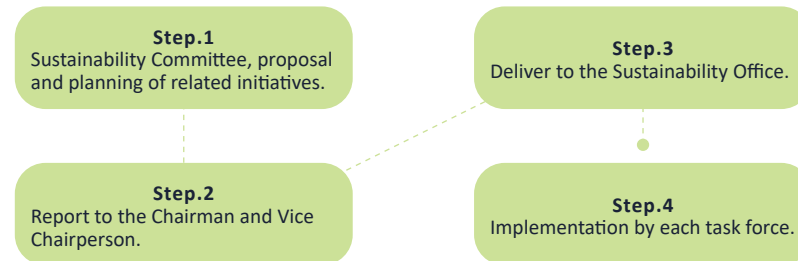 Step.1
Sustainability Committee, proposal
and planning of related initiatives.
Step.2
Report to the Chairman and Vice
Chairperson.
Step.3
Deliver to the Sustainability Office.
Step.4
Implementation by each task force.